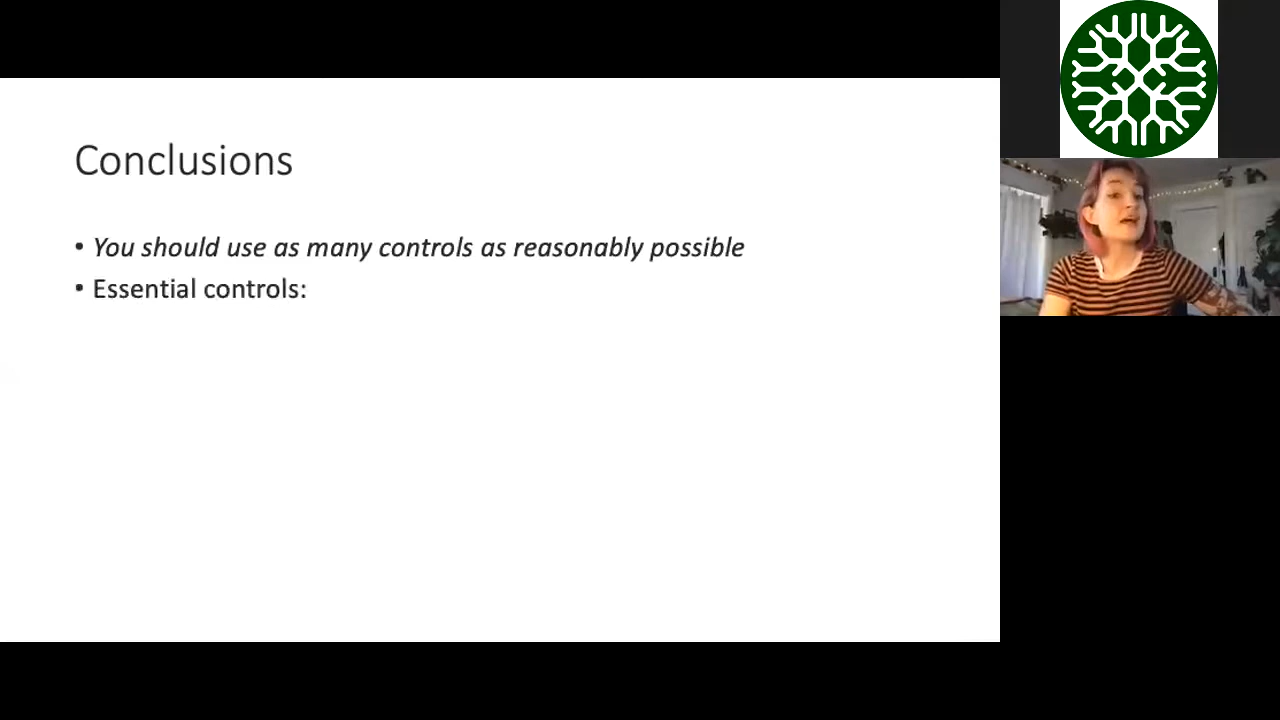 Conclusions
• You should use as many controls as reasonably possible
• Essential controls: